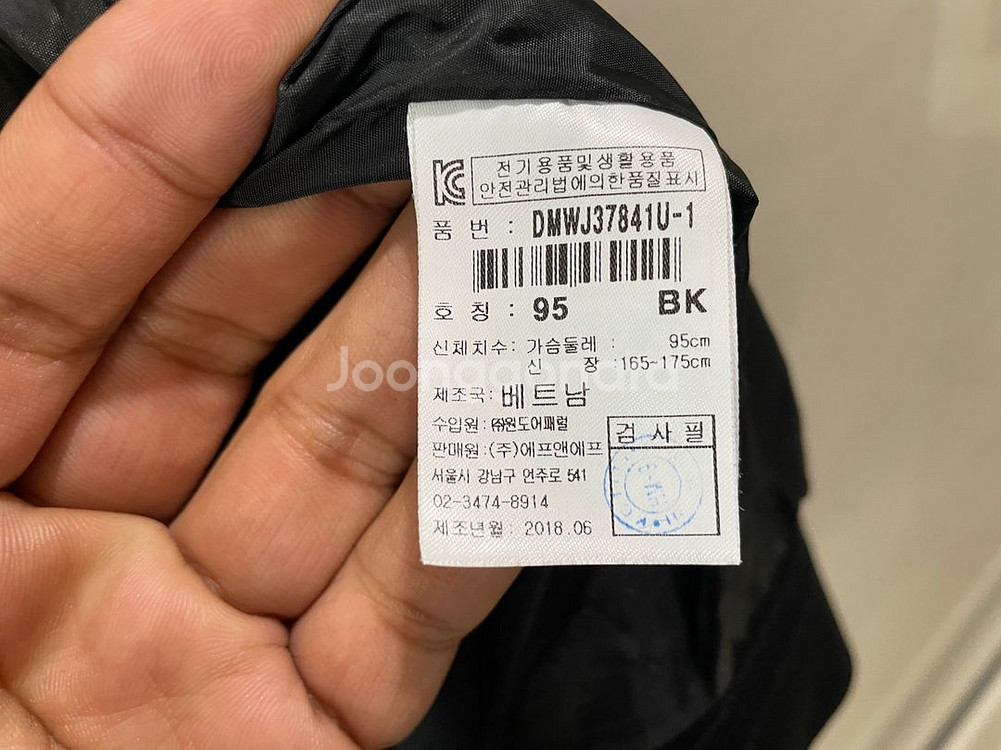 전기용품및생활용품
안전관리법에의한품질표시
품 번 : DMWJ37841U-1
호 칭 : 95 BK
신체치수: 가슴둘레 : 95cm
신 장 :165~175cm
Joonggonara
제조국: 베트남
수입원 : ㈜원도어패럴
판매원 :(주)에프앤에프
검 사 필
서울시 강남구 언주로 541
02-3474-8914
제조년월 : 2018.06